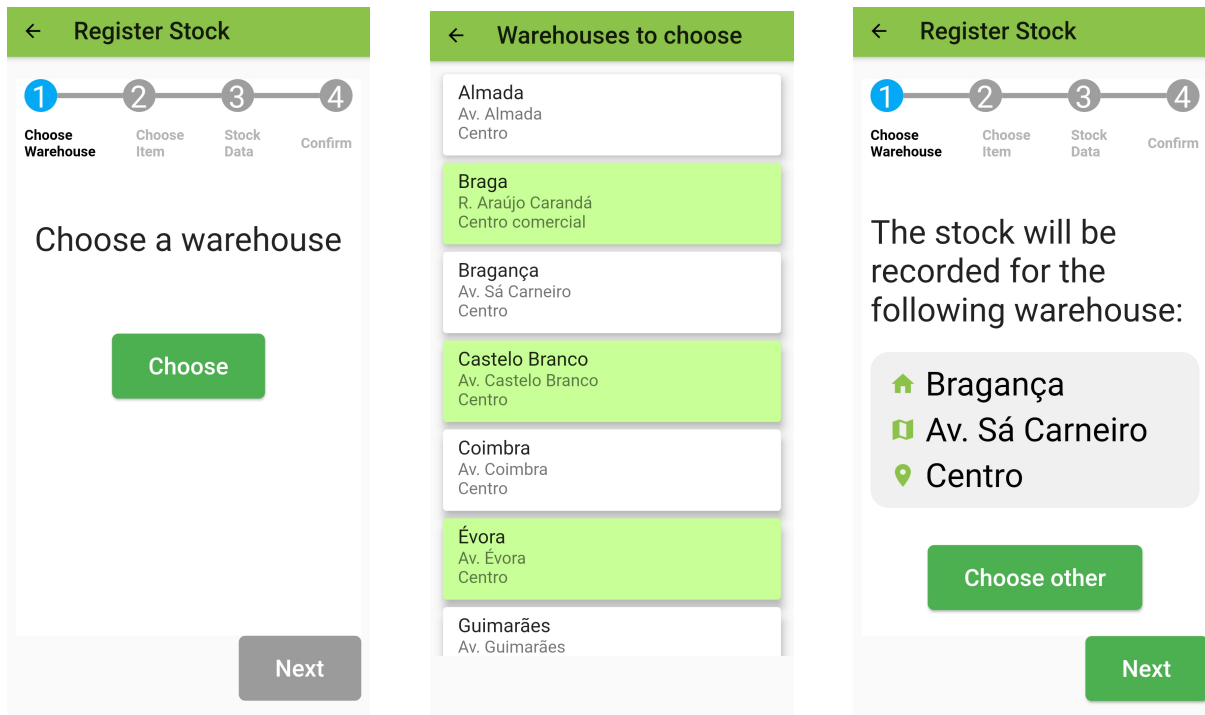 Register Stock
1 2 3 4
Choose Warehouse
Choose Item
Stock Data
Confirm
Choose a warehouse
Choose
Next
Warehouses to choose
Almada
Av. Almada
Centro
Braga
R. Araújo Carandá
Centro comercial
Bragança
Av. Sá Carneiro
Centro
Castelo Branco
Av. Castelo Branco
Centro
Coimbra
Av. Coimbra
Centro
Évora
Av. Évora
Centro
Guimarães
Av. Guimarães
Register Stock
1 2 3 4
Choose Warehouse
Choose Item
Stock Data
Confirm
The stock will be
recorded for the
following warehouse:
Bragança
Av. Sá Carneiro
Centro
Choose other
Next